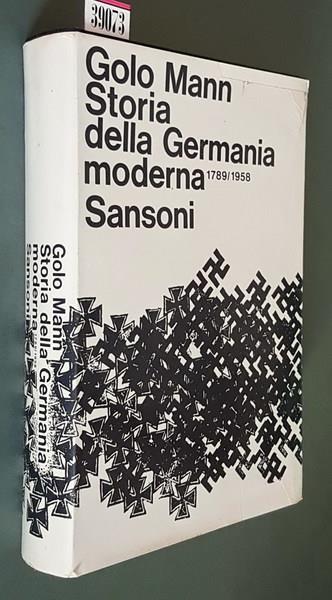 39073
Golo Mann
Storia
della Germania
moderna 1789/1958
Sansoni
Golo Mann
Storia della Germania
moderna
Sansoni